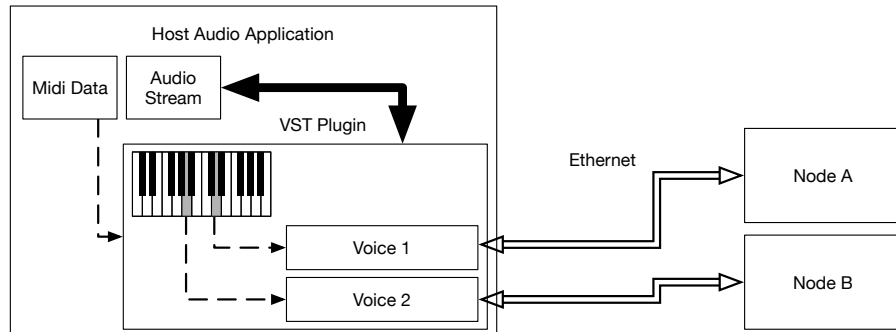 Host Audio Application
Midi Data
Audio
Stream
VST Plugin
Ethernet
Node A
Voice 1
Node B
Voice 2